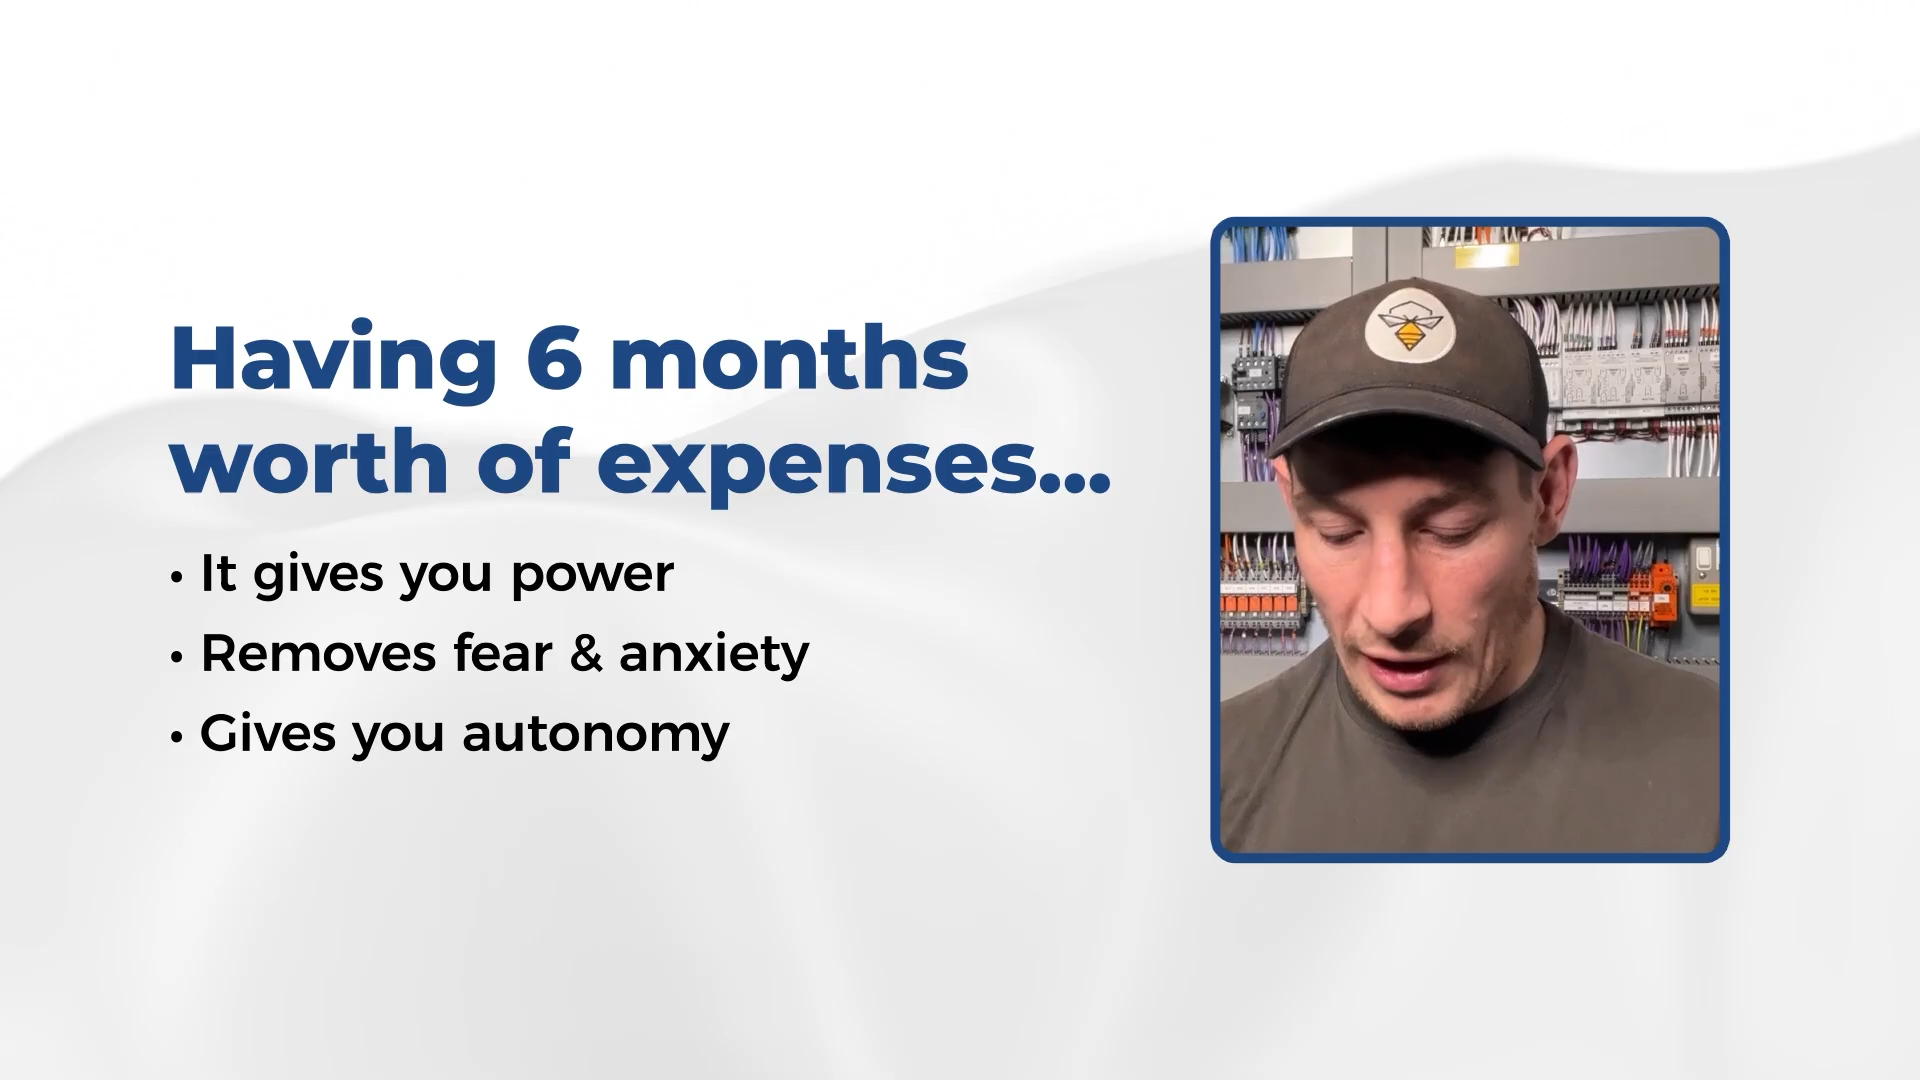 Having 6 months
worth of expenses...
• It gives you power
• Removes fear & anxiety
• Gives you autonomy